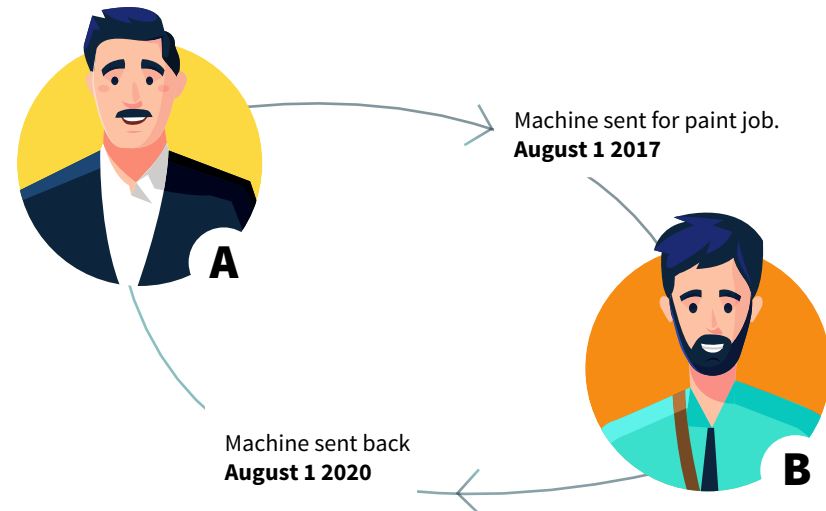 Machine sent for paint job.
August 1 2017
A
Machine sent back
August 1 2020
B